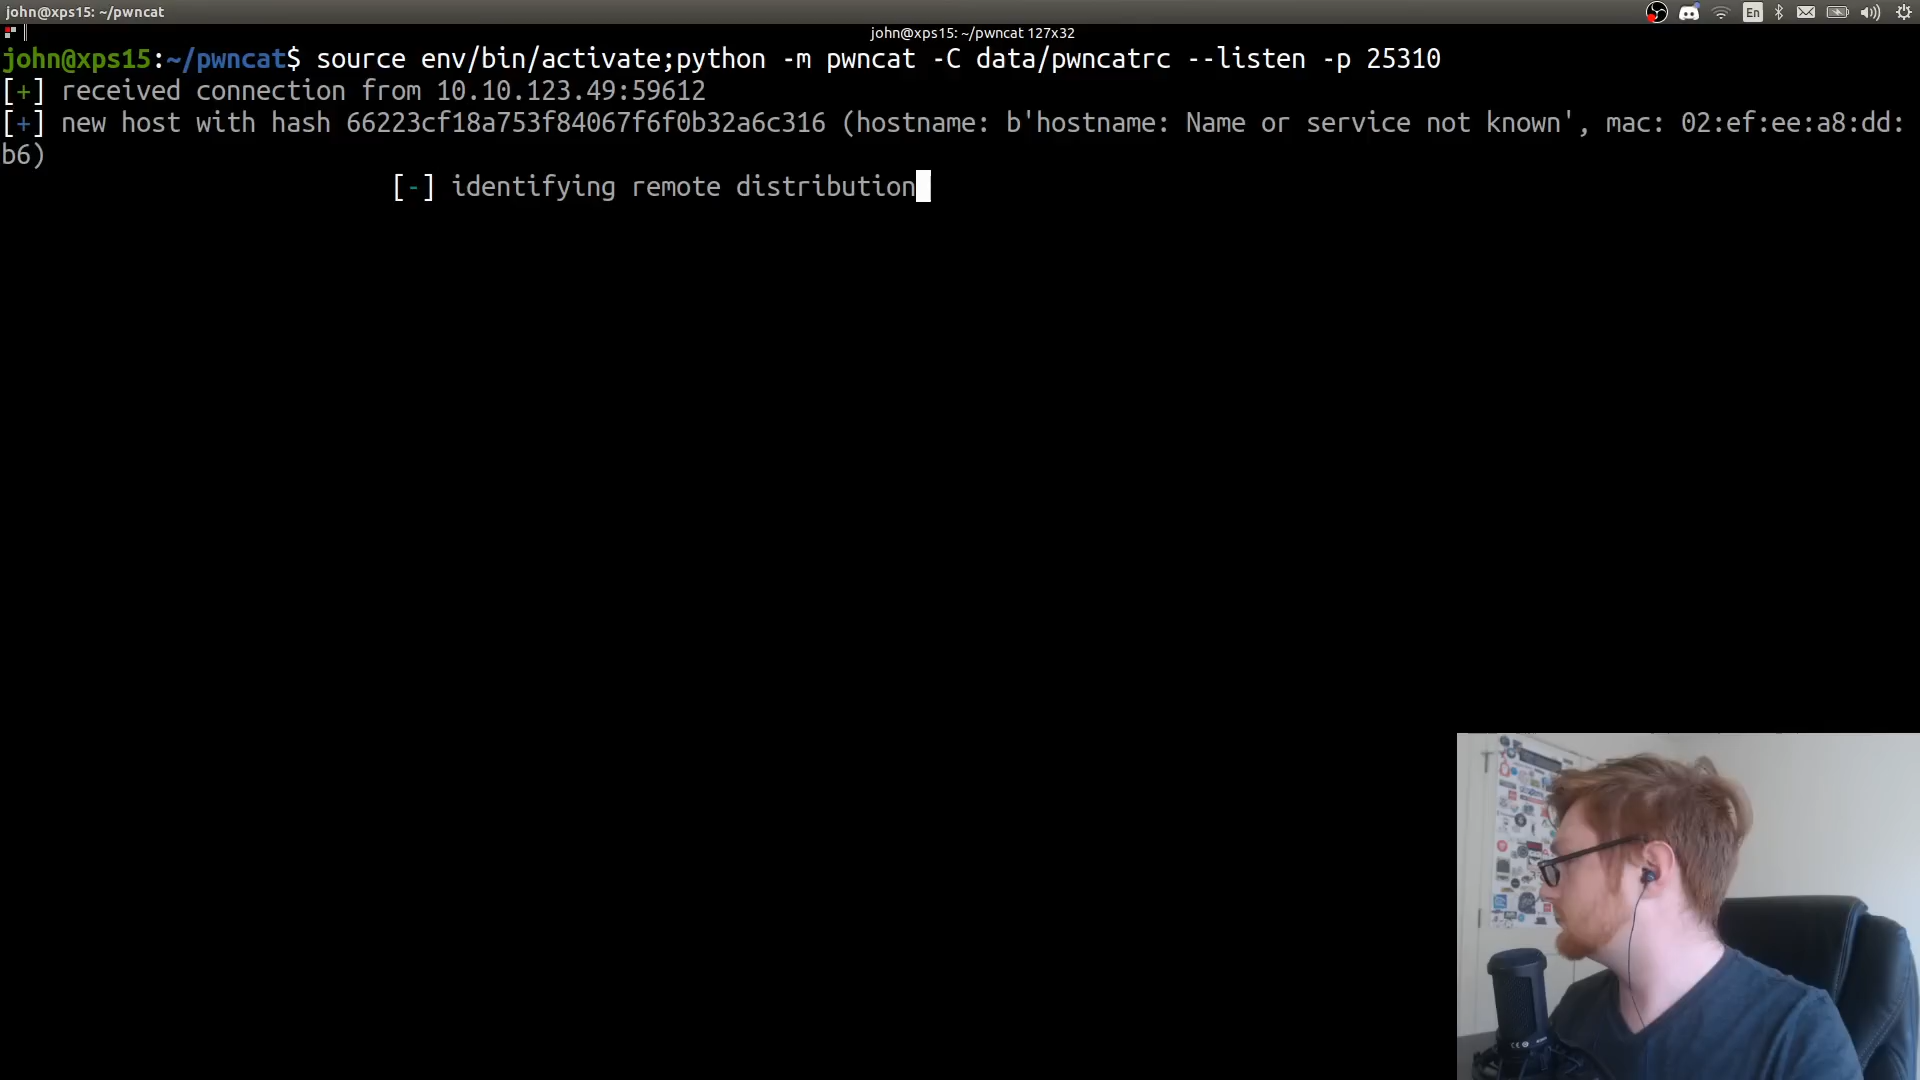 john@xps15: ~/pwncat
En
john@xps15: ~/pwncat 127x32
john@xps15:~/pwncat$ source env/bin/activate;python -m pwncat -C data/pwncatrc --listen -p 25310
[+] received connection from 10.10.123.49:59612
[+] new host with hash 66223cf18a753f84067f6f0b32a6c316 (hostname: b'hostname: Name or service not known', mac: 02:ef:ee:a8:dd:
b6)
[-] identifying remote distribution